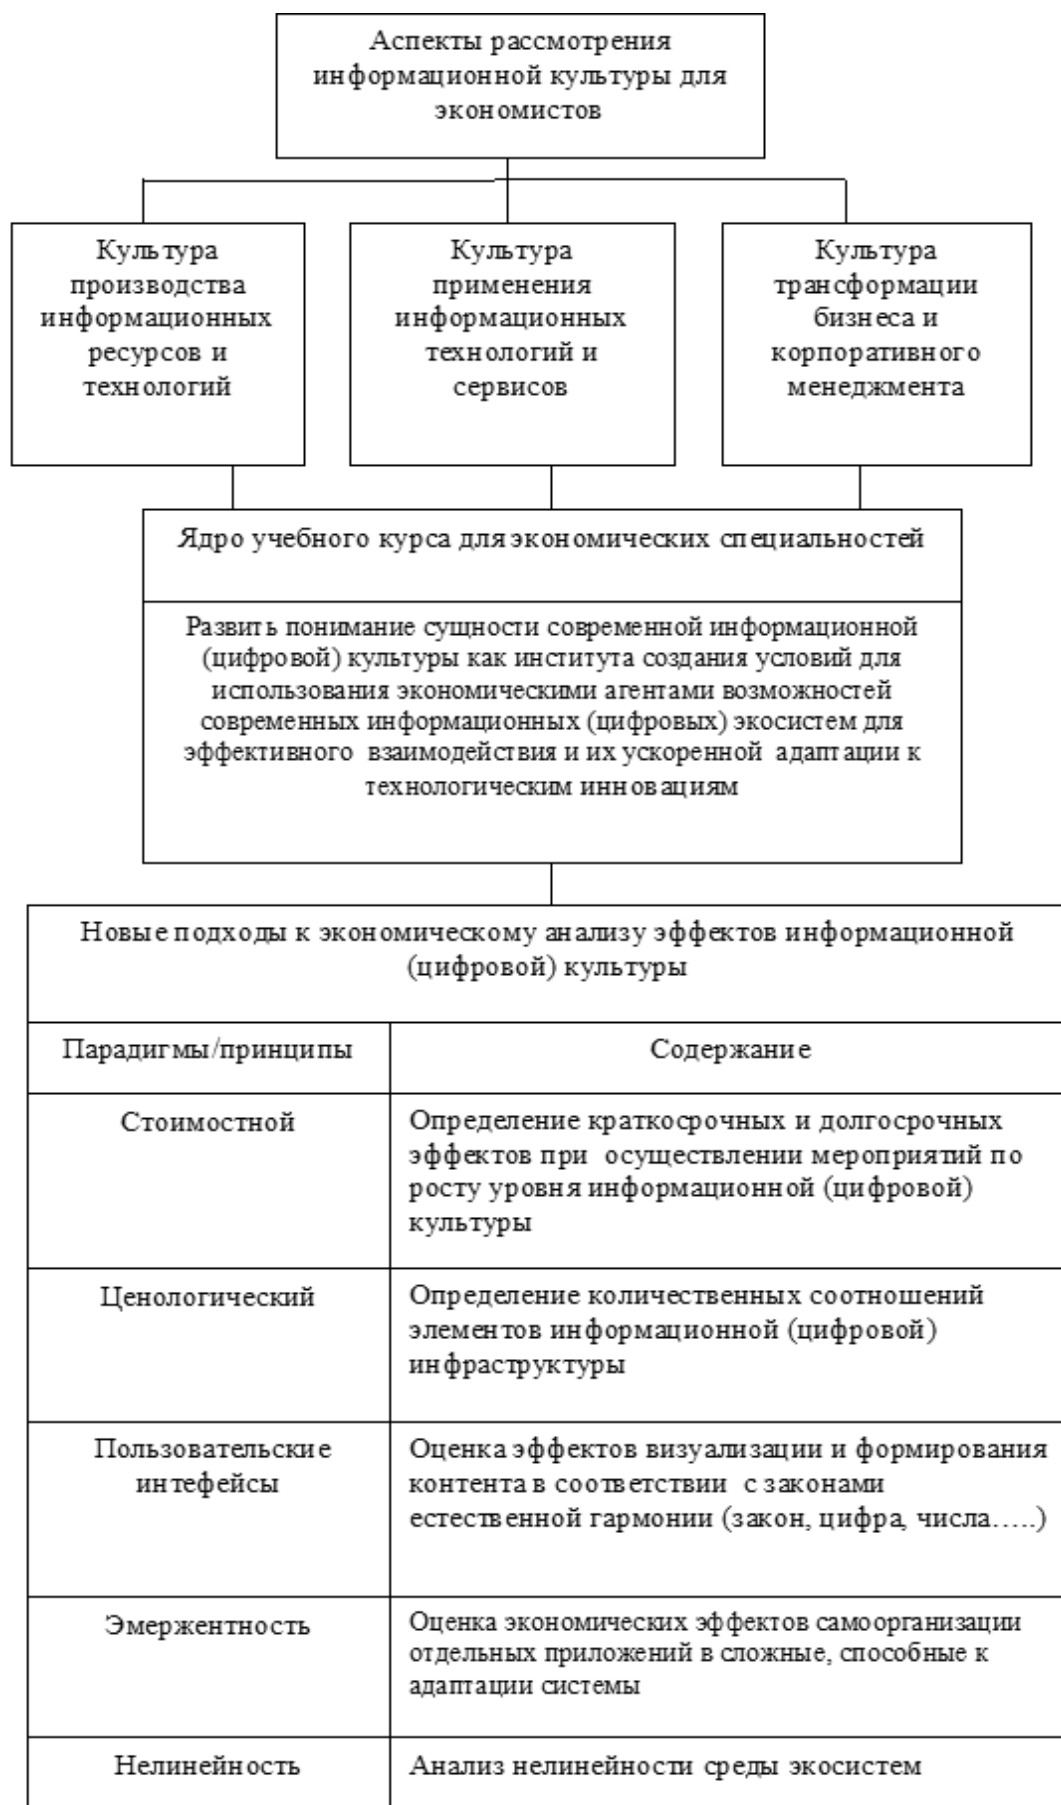 Аспекты рассмотрения
информационной культуры для
экономистов
Культура
производства
информационных
ресурсов и
технологий
Культура
применения
информационных
технологий и
сервисов
Культура
трансформации
бизнеса и
корпоративного
менеджмента
Ядро учебного курса для экономических специальностей
Развить понимание сущности современной информационной
(цифровой) культуры как института создания условий для
использования экономическими агентами возможностей
современных информационных (цифровых) экосистем для
эффективного взаимодействия и их ускоренной адаптации к
технологическим инновациям
Новые подходы к экономическому анализу эффектов информационной
(цифровой) культуры
Парадигмы/принципы
Содержание
Стоимостной
Определение краткосрочных и долгосрочных
эффектов при осуществлении мероприятий по
росту уровня информационной (цифровой)
культуры
Ценологический
Определение количественных соотношений
элементов информационной (цифровой)
инфраструктуры
Пользовательские
интефейсы
Оценка эффектов визуализации и формирования
контента в соответствии с законами
естественной гармонии (закон, цифра, числа…..)
Эмержентность
Оценка экономических эффектов самоорганизации
отдельных приложений в сложные, способные к
адаптации системы
Нелинейность
Анализ нелинейности среды экосистем